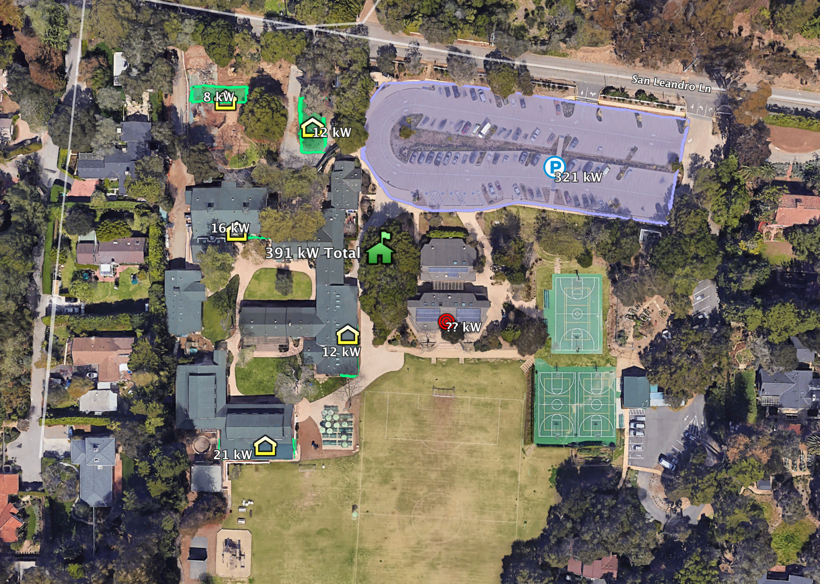 San Leandro Ln
8 kW
12 kW
P
321 kW
16 kW
391 kW Total
?? kW
12 kW
21 kW